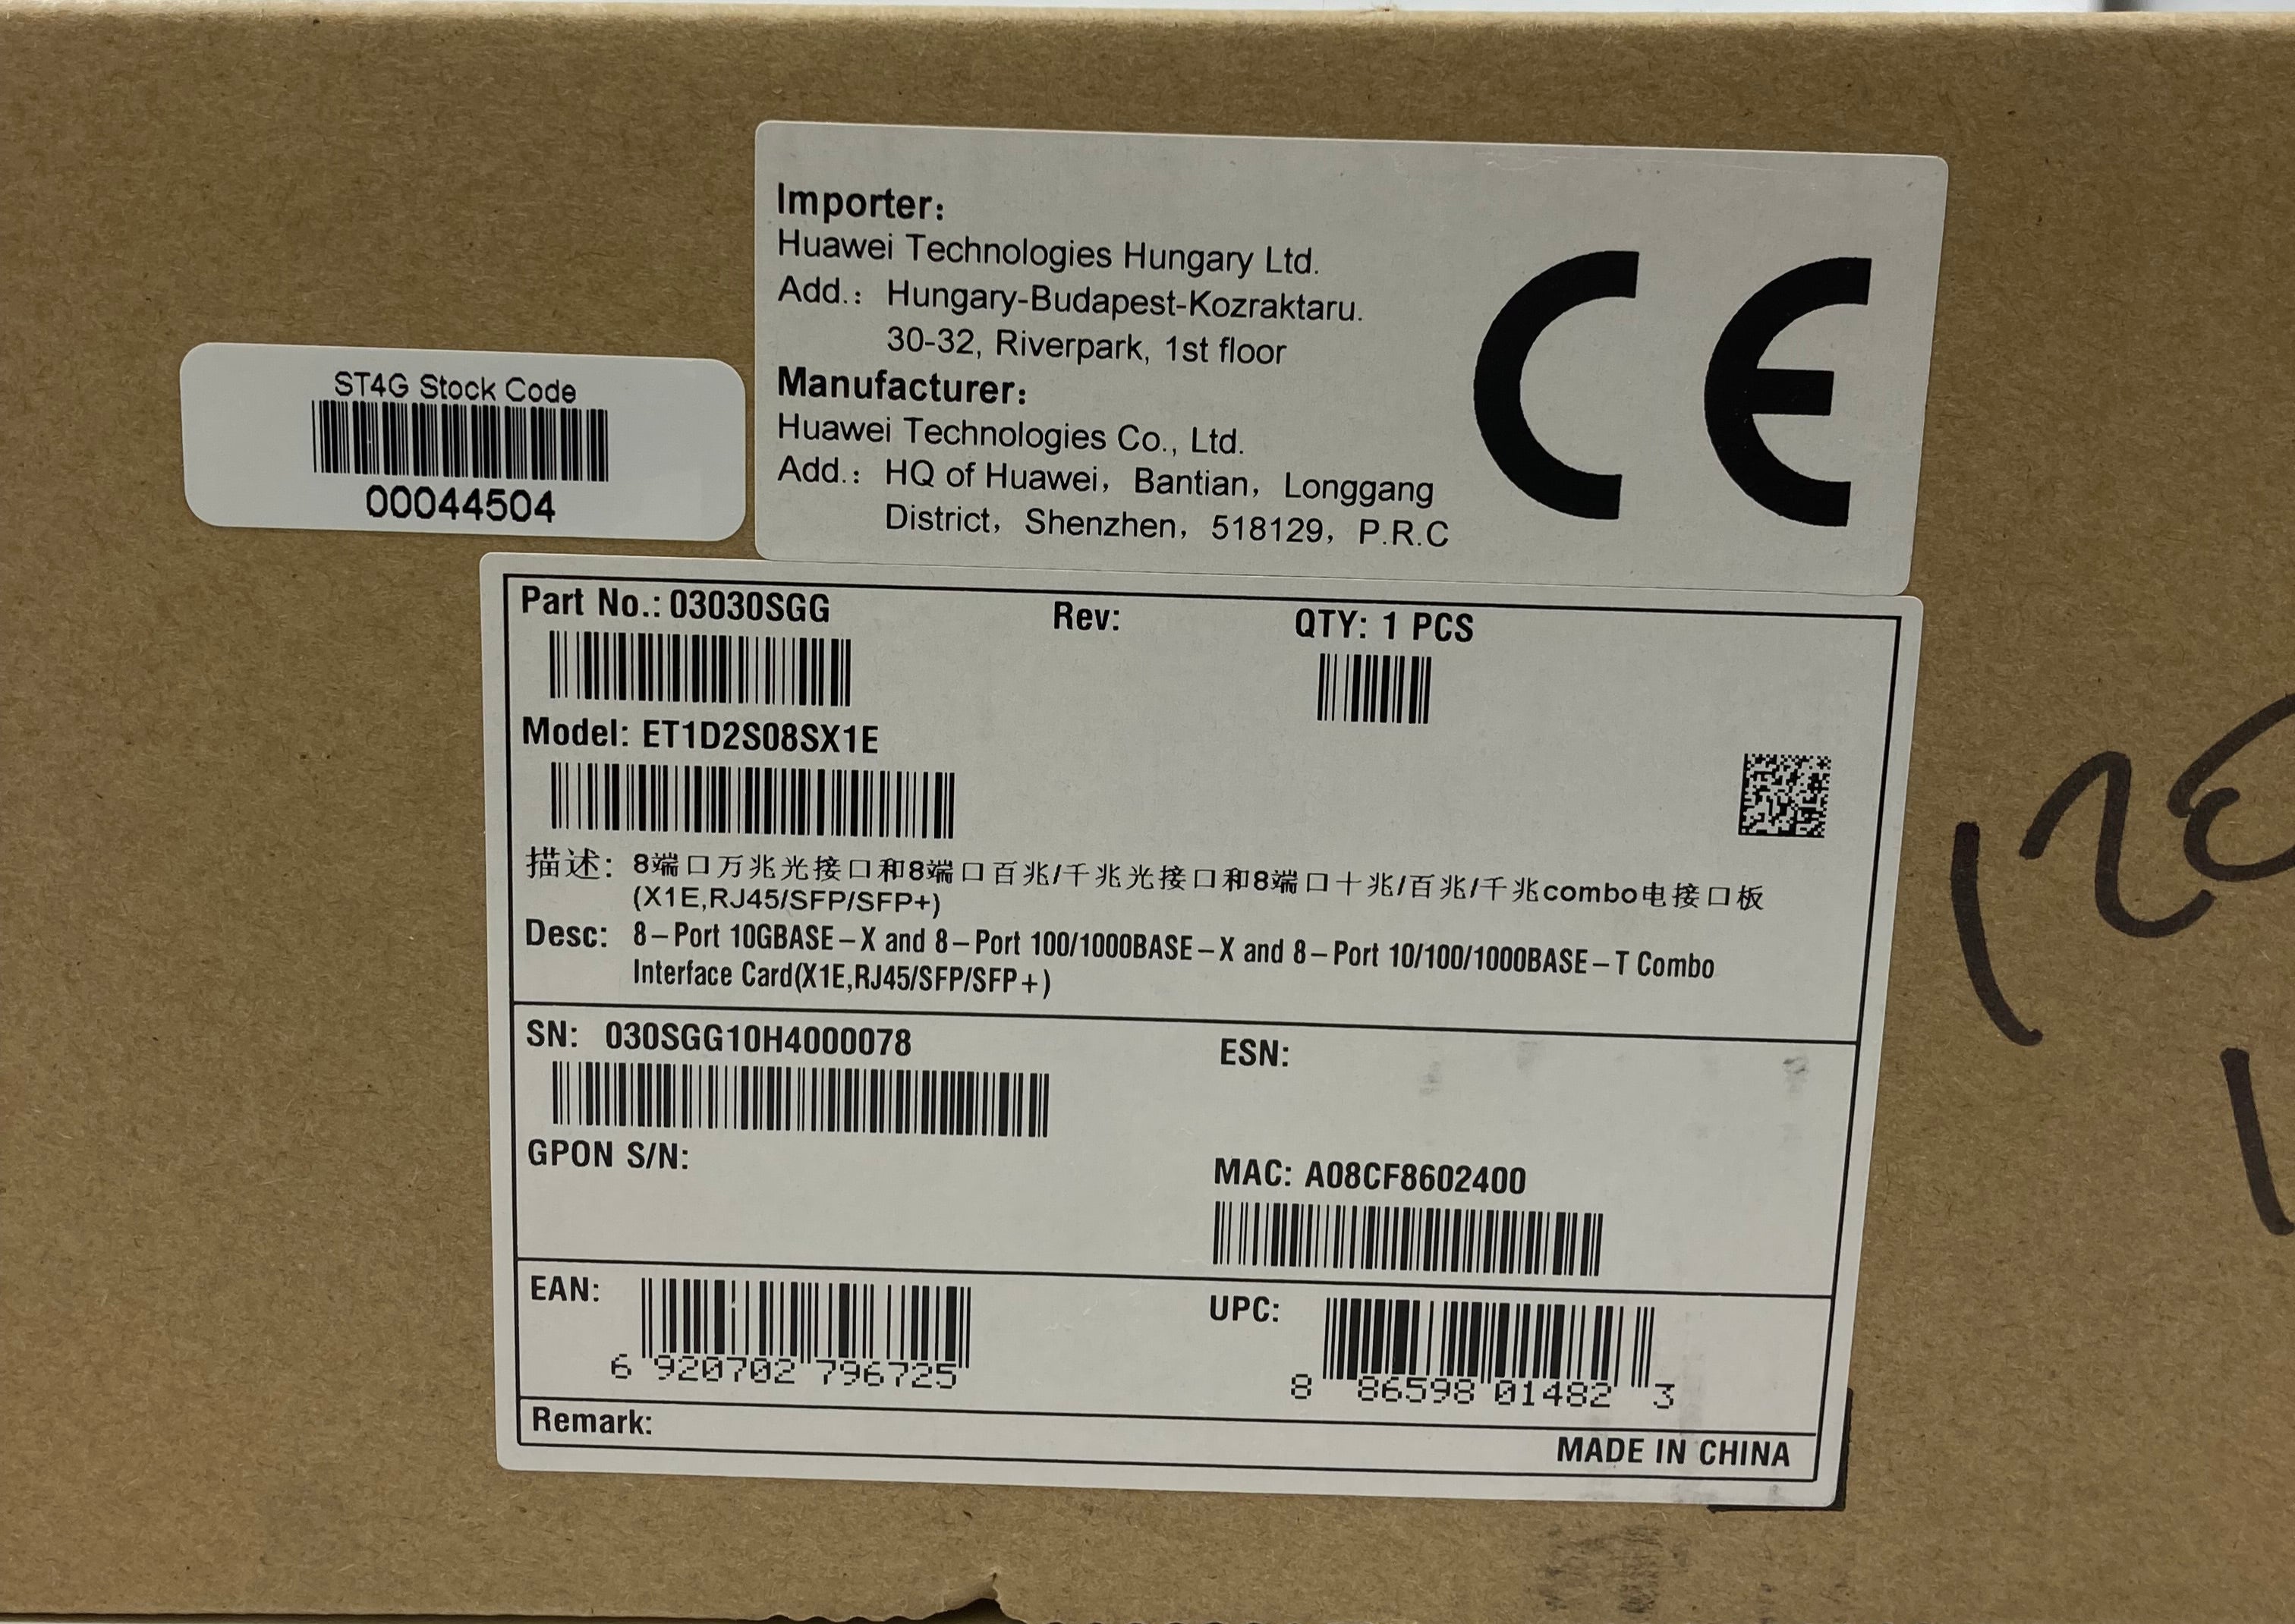 Importer:
Huawei Technologies Hungary Ltd.
Add.: Hungary-Budapest-Kozraktaru.
30-32, Riverpark, 1st floor
Manufacturer:
Huawei Technologies Co., Ltd.
Add.: HQ of Huawei, Bantian, Longgang
District, Shenzhen, 518129, P.R.C
CE
ST4G Stock Code
00044504
Part No.: 03030SGG Rev: QTY: 1 PCS
Model: ET1D2S08SX1E
描述: 8端口万兆光接口和8端口百兆/千兆光接口和8端口十兆/百兆/千兆combo电接口板
(X1E,RJ45/SFP/SFP+)
Desc: 8-Port 10GBASE-X and 8-Port 100/1000BASE-X and 8-Port 10/100/1000BASE-T Combo
Interface Card(X1E,RJ45/SFP/SFP+)
SN: 030SGG10H4000078 ESN:
GPON S/N: MAC: A08CF8602400
EAN: UPC:
6 920702 796725 8 86598 01482 3
Remark:
MADE IN CHINA